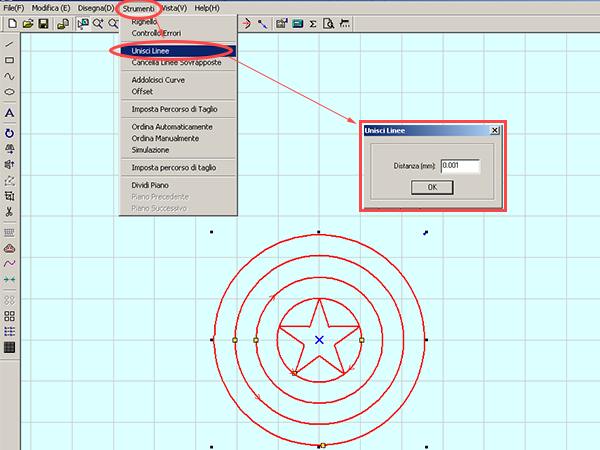 File(F) Modifica (E) Disegna(D) Strumenti Vista(V) Help(H)
Righello
Controllo Errori
Unisci Linee
Cancella Linee Sovrapposte
Addolcisci Curve
Offset
Imposta Percorso di Taglio
Ordina Automaticamente
Ordina Manualmente
Simulazione
Imposta percorso di taglio
Dividi Piano
Piano Precedente
Piano Successivo
Unisci Linee
Distanza (mm): 0.001
OK